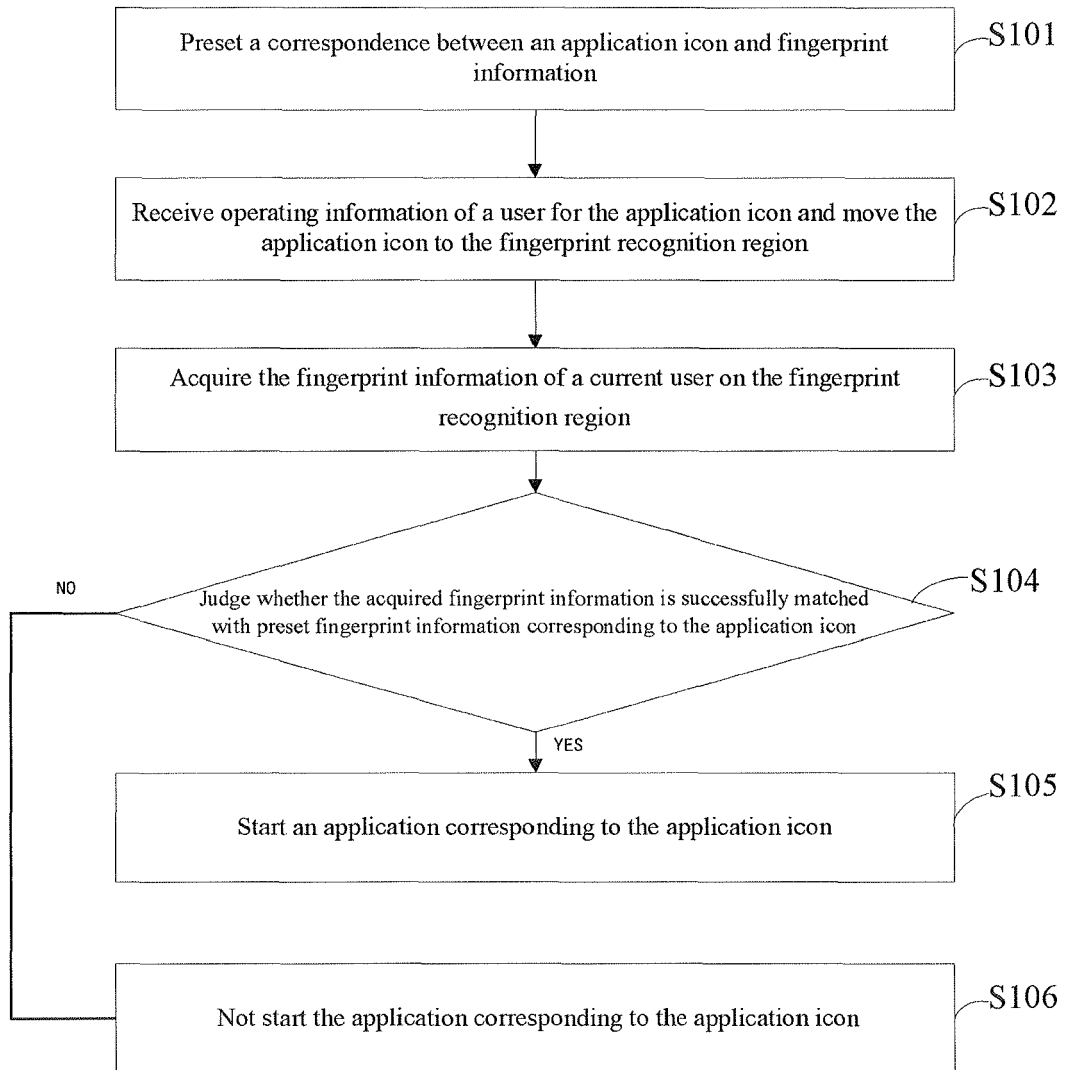 Preset a correspondence between an application icon and fingerprint
information
S101
Receive operating information of a user for the application icon and move the
application icon to the fingerprint recognition region
S102
Acquire the fingerprint information of a current user on the fingerprint
recognition region
S103
Judge whether the acquired fingerprint information is successfully matched
with preset fingerprint information corresponding to the application icon
S104
NO
YES
Start an application corresponding to the application icon
S105
Not start the application corresponding to the application icon
S106